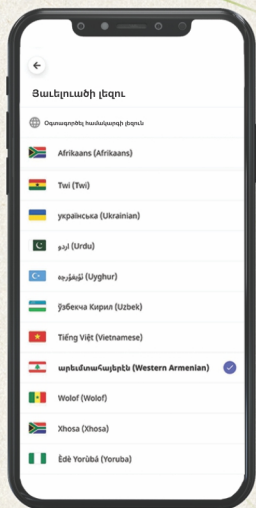 Յաւելուածի լեզու
Օգտագործել համակարգի լեզուն
Afrikaans (Afrikaans)
Twi (Twi)
українська (Ukrainian)
اردو (Urdu)
ئۇيغۇرچە (Uyghur)
ўзбекча Кирил (Uzbek)
Tiếng Việt (Vietnamese)
արեւմտահայերէն (Western Armenian)
Wolof (Wolof)
Xhosa (Xhosa)
Èdè Yorùbá (Yoruba)